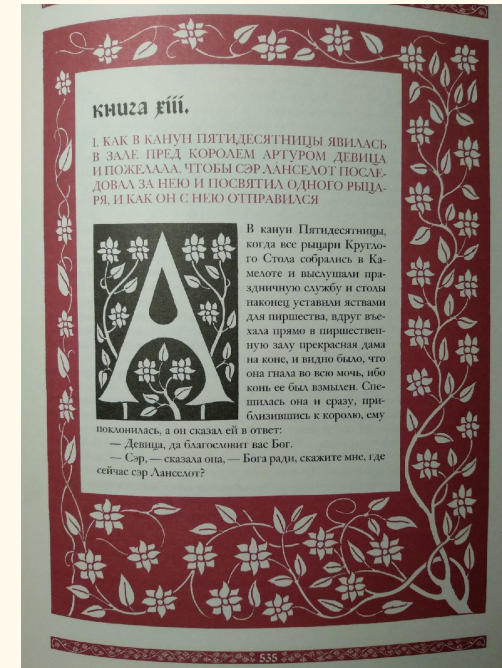 книга xiii.
I. КАК В КАНУН ПЯТИДЕСЯТНИЦЫ ЯВИЛАСЬ
В ЗАЛЕ ПРЕД КОРОЛЕМ АРТУРОМ ДЕВИЦА
И ПОЖЕЛАЛА, ЧТОБЫ СЭР ЛАНСЕЛОТ ПОСЛЕ-
ДОВАЛ ЗА НЕЮ И ПОСВЯТИЛ ОДНОГО РЫЦА-
РЯ, И КАК ОН С НЕЮ ОТПРАВИЛСЯ
А
В канун Пятидесятницы,
когда все рыцари Кругло-
го Стола собрались в Ка-
мелоте и выслушали пра-
здничную службу и столы
наконец уставили яствами
для пиршества, вдруг въе-
хала прямо в пиршествен-
ную залу прекрасная дама
на коне, и видно было, что
она гнала во всю мочь, ибо
конь ее был взмылен. Спе-
шилась она и сразу, при-
близившись к королю, ему
поклонилась, а он сказал ей в ответ:
— Девица, да благословит вас Бог.
— Сэр, — сказала она, — Бога ради, скажите мне, где
сейчас сэр Ланселот?
535